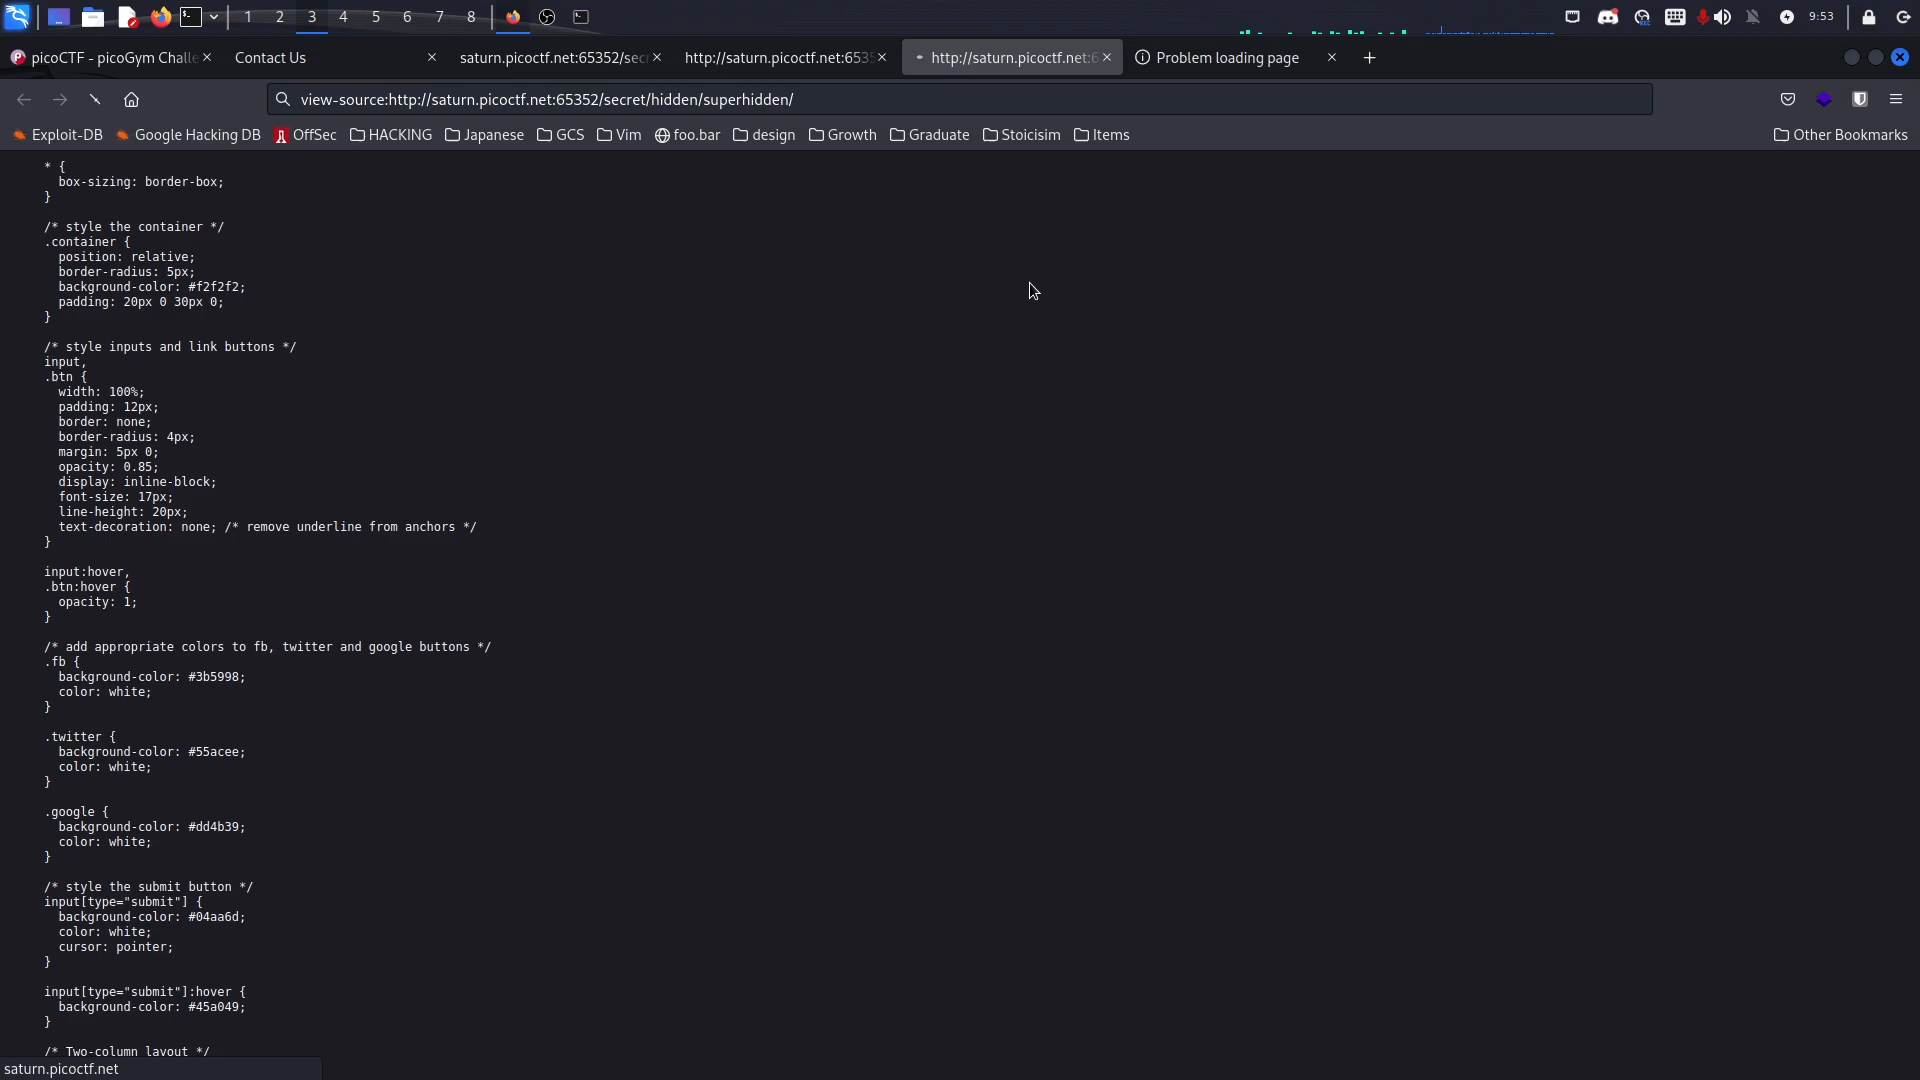 1 2 3 4 5 6 7 8 9:53
picoCTF - picoGym Challe
Contact Us
saturn.picoctf.net:65352/sec
http://saturn.picoctf.net:653
http://saturn.picoctf.net:6
Problem loading page
view-source:http://saturn.picoctf.net:65352/secret/hidden/superhidden/
Exploit-DB Google Hacking DB OffSec HACKING Japanese GCS Vim foo.bar design Growth Graduate Stoicisim Items Other Bookmarks
* {
box-sizing: border-box;
}
/* style the container */
.container {
position: relative;
border-radius: 5px;
background-color: #f2f2f2;
padding: 20px 0 30px 0;
}
/* style inputs and link buttons */
input,
.btn {
width: 100%;
padding: 12px;
border: none;
border-radius: 4px;
margin: 5px 0;
opacity: 0.85;
display: inline-block;
font-size: 17px;
line-height: 20px;
text-decoration: none; /* remove underline from anchors */
}
input:hover,
.btn:hover {
opacity: 1;
}
/* add appropriate colors to fb, twitter and google buttons */
.fb {
background-color: #3b5998;
color: white;
}
.twitter {
background-color: #55acee;
color: white;
}
.google {
background-color: #dd4b39;
color: white;
}
/* style the submit button */
input[type="submit"] {
background-color: #04aa6d;
color: white;
cursor: pointer;
}
input[type="submit"]:hover {
background-color: #45a049;
}
/* Two-column layout */
saturn.picoctf.net